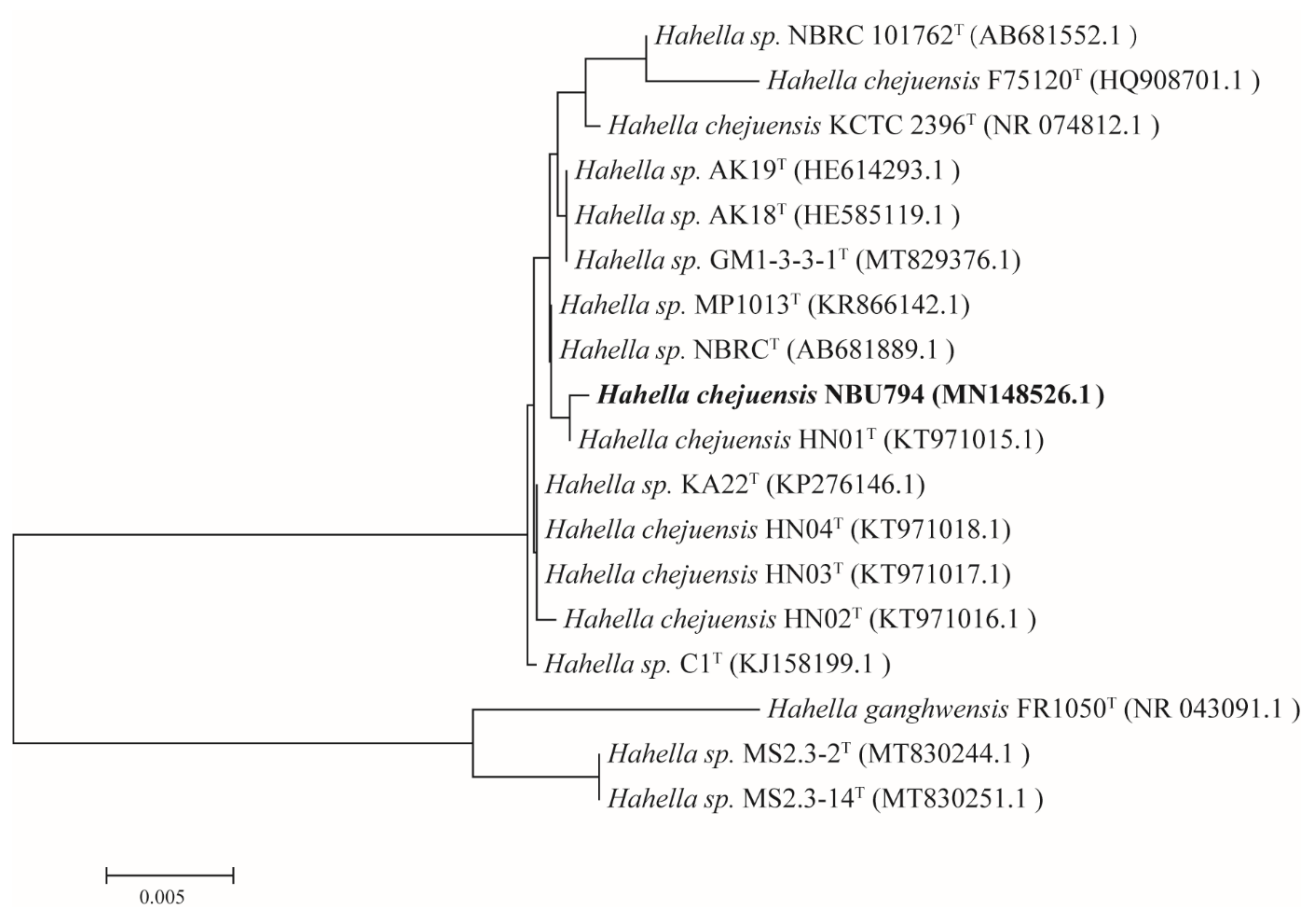 Hahella sp. NBRC 101762ᵀ (AB681552.1 )
Hahella chejuensis F75120ᵀ (HQ908701.1 )
Hahella chejuensis KCTC 2396ᵀ (NR 074812.1 )
Hahella sp. AK19ᵀ (HE614293.1 )
Hahella sp. AK18ᵀ (HE585119.1 )
Hahella sp. GM1-3-3-1ᵀ (MT829376.1)
Hahella sp. MP1013ᵀ (KR866142.1)
Hahella sp. NBRCᵀ (AB681889.1 )
Hahella chejuensis NBU794 (MN148526.1)
Hahella chejuensis HN01ᵀ (KT971015.1)
Hahella sp. KA22ᵀ (KP276146.1)
Hahella chejuensis HN04ᵀ (KT971018.1)
Hahella chejuensis HN03ᵀ (KT971017.1)
Hahella chejuensis HN02ᵀ (KT971016.1 )
Hahella sp. C1ᵀ (KJ158199.1 )
Hahella ganghwensis FR1050ᵀ (NR 043091.1 )
Hahella sp. MS2.3-2ᵀ (MT830244.1 )
Hahella sp. MS2.3-14ᵀ (MT830251.1 )
0.005